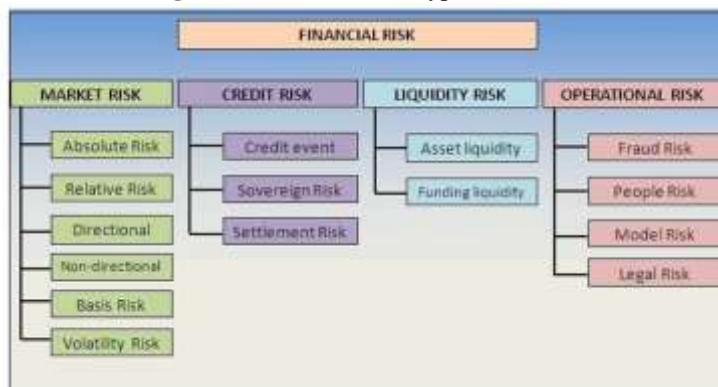 FINANCIAL RISK
MARKET RISK
CREDIT RISK
LIQUIDITY RISK
OPERATIONAL RISK
Absolute Risk
Relative Risk
Directional
Non-directional
Basis Risk
Volatility Risk
Credit event
Sovereign Risk
Settlement Risk
Asset liquidity
Funding liquidity
Fraud Risk
People Risk
Model Risk
Legal Risk